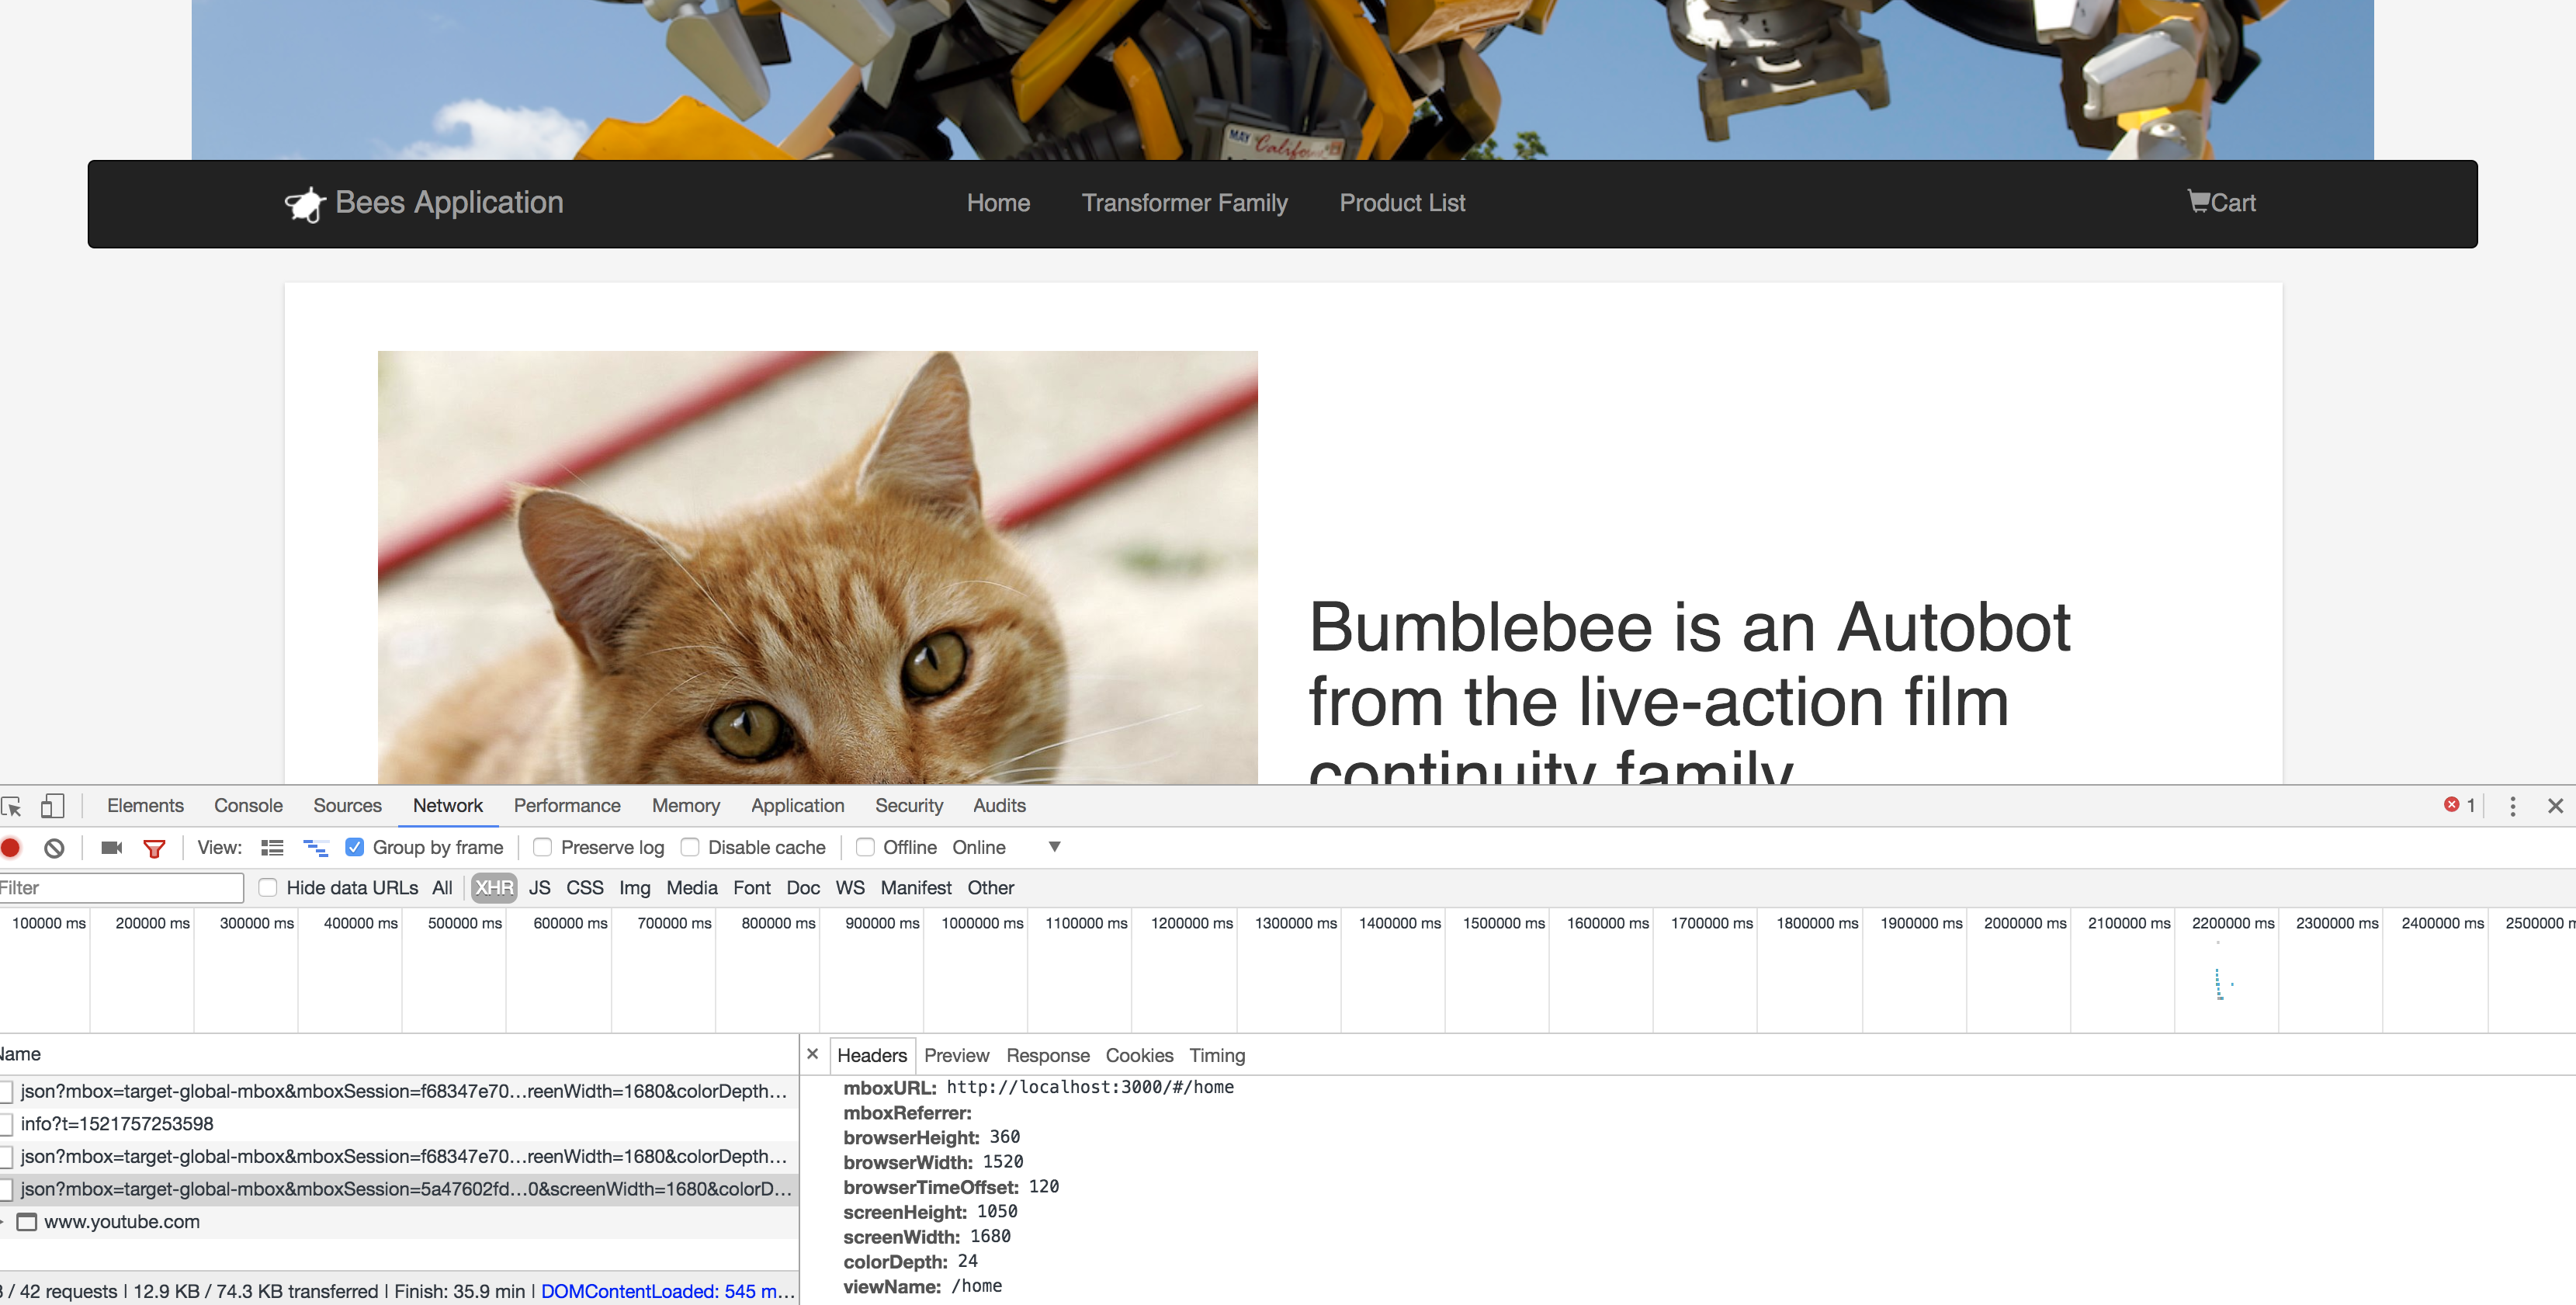 MAY California
Bees Application
Home Transformer Family Product List
Cart
Bumblebee is an Autobot
from the live-action film
continuity family
Elements Console Sources Network Performance Memory Application Security Audits 1
View: Group by frame Preserve log Disable cache Offline Online
Filter Hide data URLs All XHR JS CSS Img Media Font Doc WS Manifest Other
100000 ms 200000 ms 300000 ms 400000 ms 500000 ms 600000 ms 700000 ms 800000 ms 900000 ms 1000000 ms 1100000 ms 1200000 ms 1300000 ms 1400000 ms 1500000 ms 1600000 ms 1700000 ms 1800000 ms 1900000 ms 2000000 ms 2100000 ms 2200000 ms 2300000 ms 2400000 ms 2500000 m
Name
json?mbox=target-global-mbox&mboxSession=f68347e70...reenWidth=1680&colorDepth...
info?t=1521757253598
json?mbox=target-global-mbox&mboxSession=f68347e70...reenWidth=1680&colorDepth...
json?mbox=target-global-mbox&mboxSession=5a47602fd...0&screenWidth=1680&colorD...
www.youtube.com
/ 42 requests | 12.9 KB / 74.3 KB transferred | Finish: 35.9 min | DOMContentLoaded: 545 m...
Headers Preview Response Cookies Timing
mboxURL: http://localhost:3000/#/home
mboxReferrer:
browserHeight: 360
browserWidth: 1520
browserTimeOffset: 120
screenHeight: 1050
screenWidth: 1680
colorDepth: 24
viewName: /home